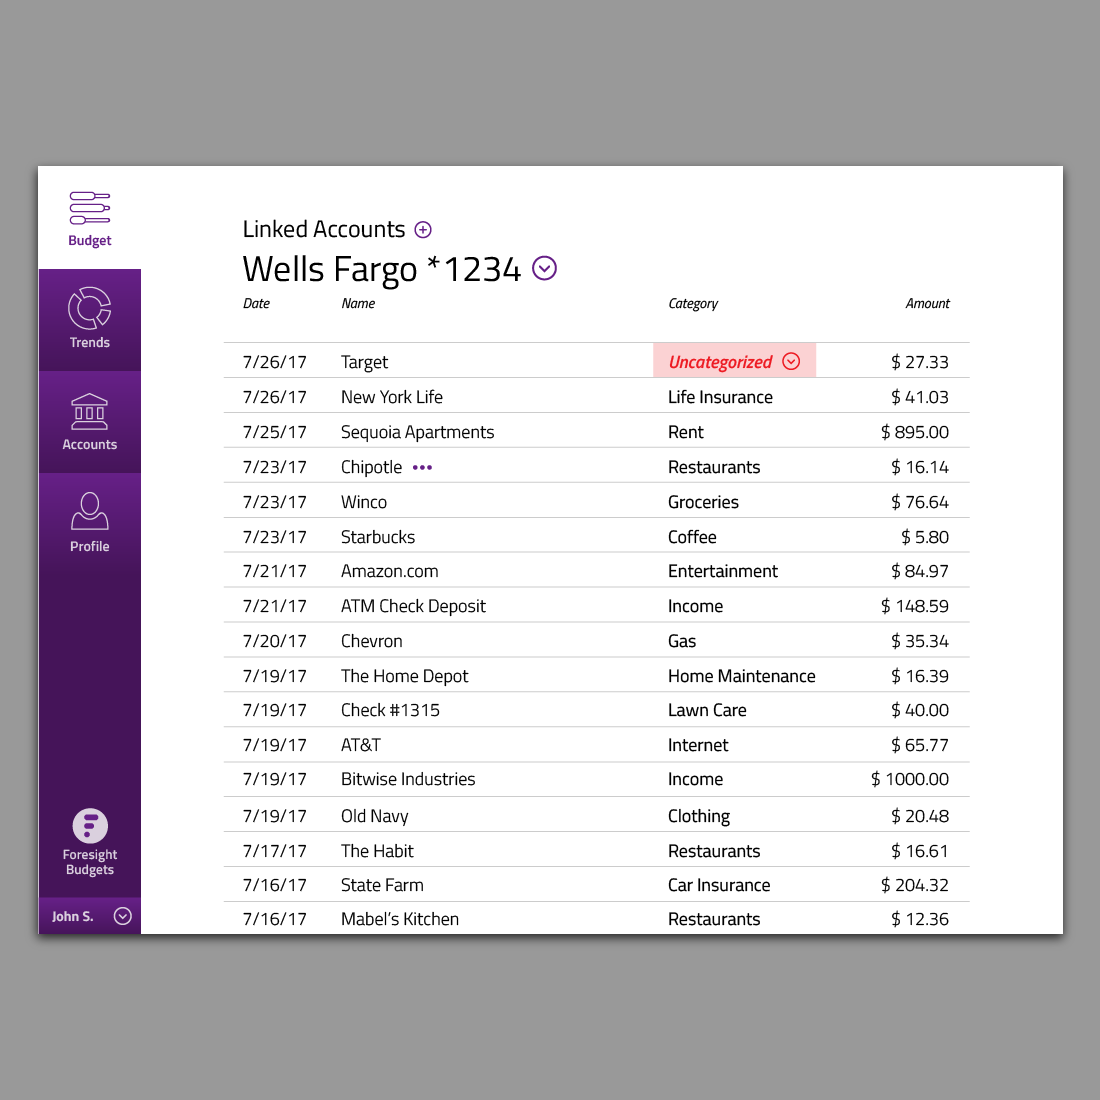 Budget
Trends
Accounts
Profile
Foresight
Budgets
John S.
Linked Accounts
Wells Fargo *1234
Date Name Category Amount
7/26/17 Target Uncategorized $ 27.33
7/26/17 New York Life Life Insurance $ 41.03
7/25/17 Sequoia Apartments Rent $ 895.00
7/23/17 Chipotle ••• Restaurants $ 16.14
7/23/17 Winco Groceries $ 76.64
7/23/17 Starbucks Coffee $ 5.80
7/21/17 Amazon.com Entertainment $ 84.97
7/21/17 ATM Check Deposit Income $ 148.59
7/20/17 Chevron Gas $ 35.34
7/19/17 The Home Depot Home Maintenance $ 16.39
7/19/17 Check #1315 Lawn Care $ 40.00
7/19/17 AT&T Internet $ 65.77
7/19/17 Bitwise Industries Income $ 1000.00
7/19/17 Old Navy Clothing $ 20.48
7/17/17 The Habit Restaurants $ 16.61
7/16/17 State Farm Car Insurance $ 204.32
7/16/17 Mabel's Kitchen Restaurants $ 12.36